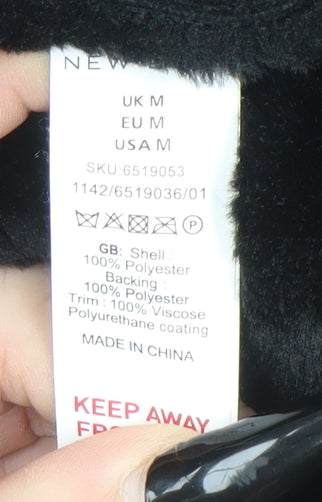 NEW
UK M
EU M
USA M
SKU:6519053
1142/6519036/01
P
GB: Shell :
100% Polyester
Backing :
100% Polyester
Trim : 100% Viscose
Polyurethane coating
MADE IN CHINA
KEEP AWAY